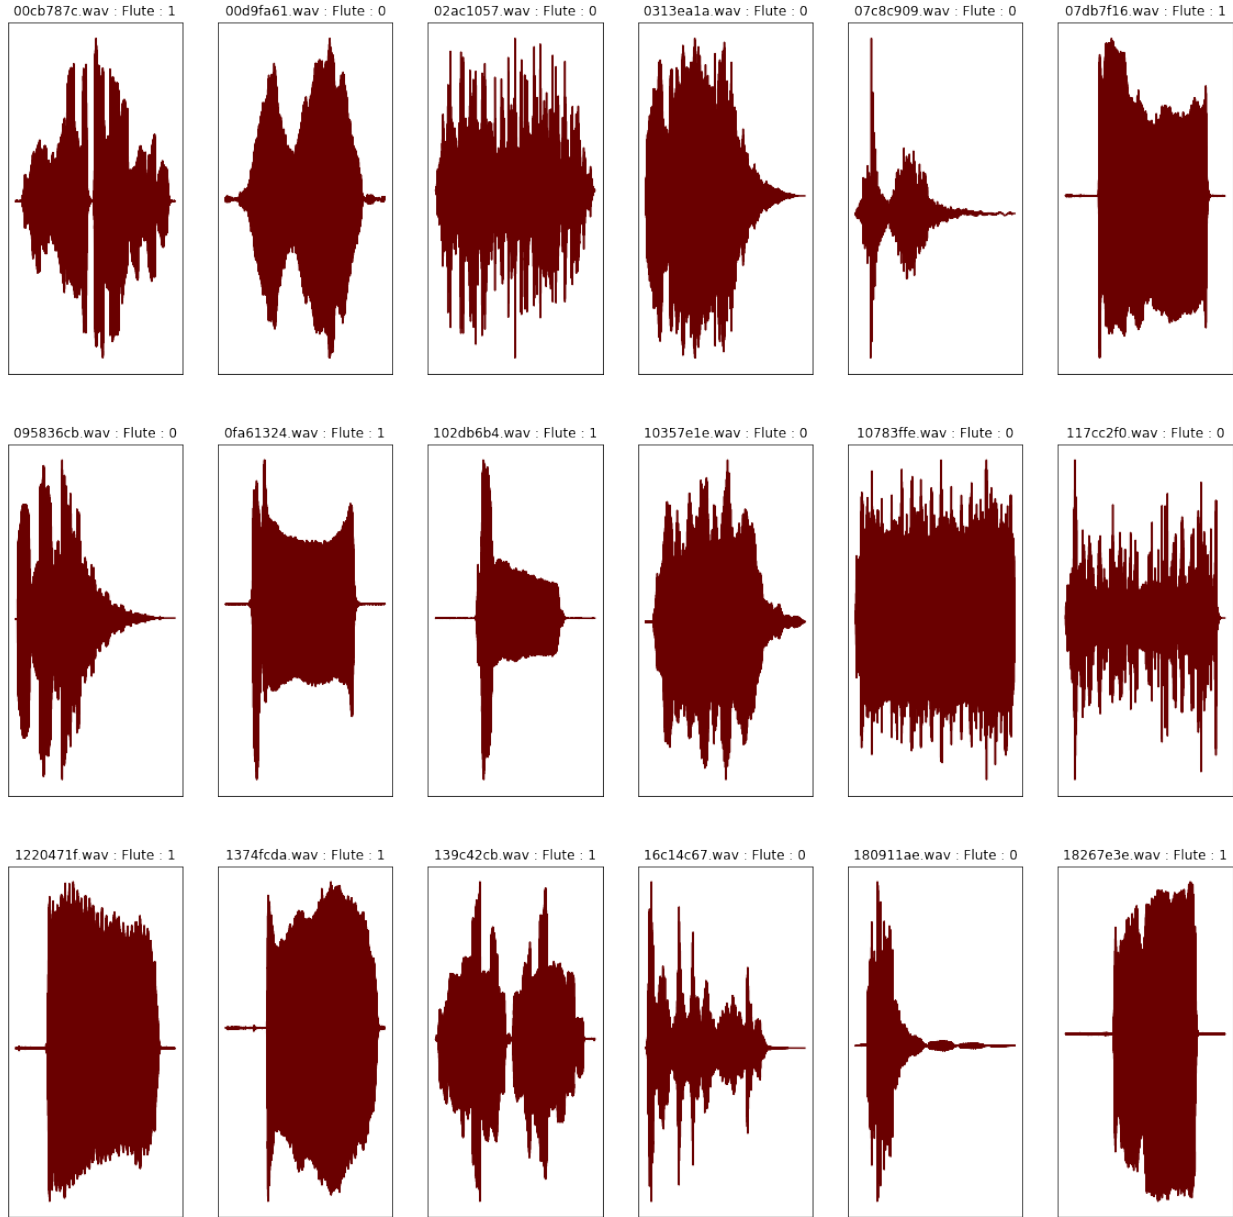 00cb787c.wav : Flute : 1
00d9fa61.wav : Flute : 0
02ac1057.wav : Flute : 0
0313ea1a.wav : Flute : 0
07c8c909.wav : Flute : 0
07db7f16.wav : Flute : 1
095836cb.wav : Flute : 0
0fa61324.wav : Flute : 1
102db6b4.wav : Flute : 1
10357e1e.wav : Flute : 0
10783ffe.wav : Flute : 0
117cc2f0.wav : Flute : 0
1220471f.wav : Flute : 1
1374fcda.wav : Flute : 1
139c42cb.wav : Flute : 1
16c14c67.wav : Flute : 0
180911ae.wav : Flute : 0
18267e3e.wav : Flute : 1